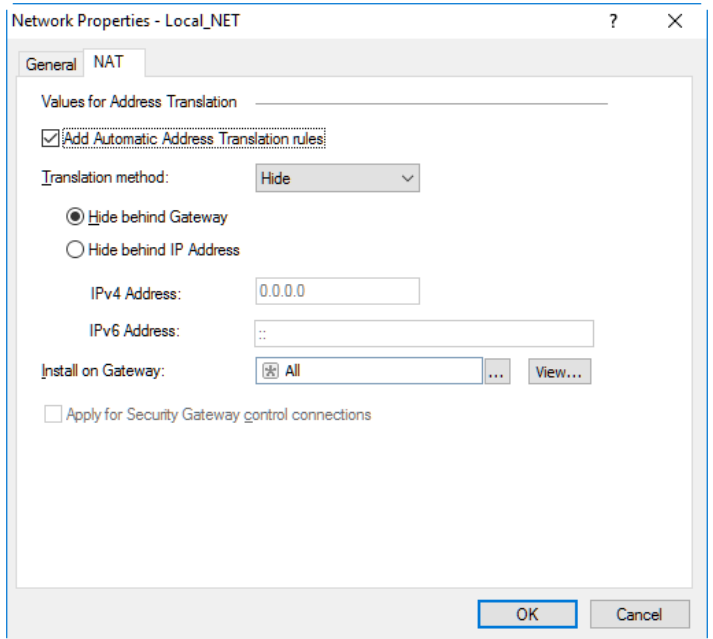 Network Properties - Local_NET ? ×
General NAT
Values for Address Translation
Add Automatic Address Translation rules
Translation method: Hide
Hide behind Gateway
Hide behind IP Address
IPv4 Address: 0.0.0.0
IPv6 Address: ::
Install on Gateway: All ... View...
Apply for Security Gateway control connections
OK Cancel